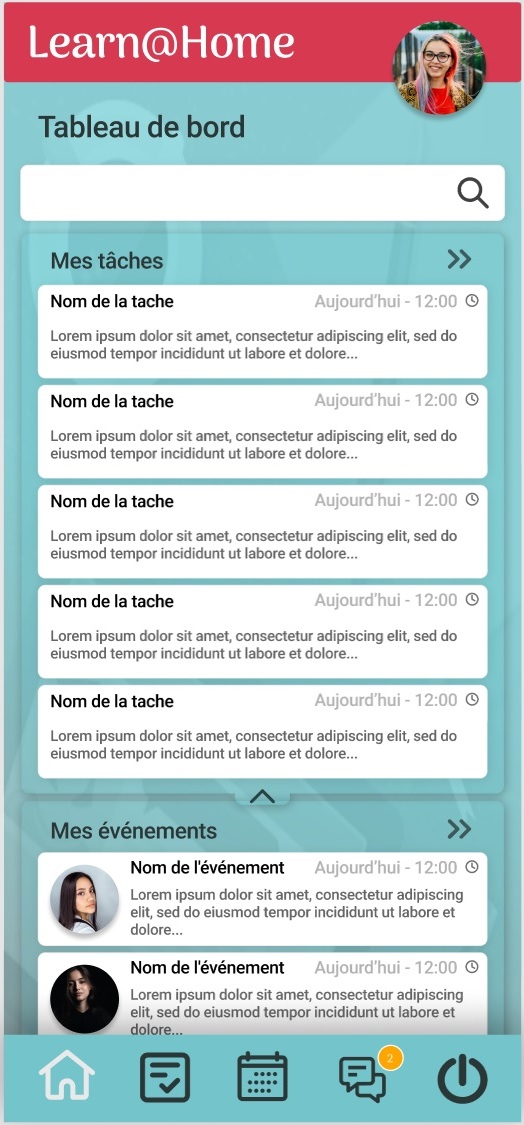 Learn@Home
Tableau de bord
Mes tâches
Nom de la tache Aujourd'hui - 12:00
Lorem ipsum dolor sit amet, consectetur adipiscing elit, sed do
eiusmod tempor incididunt ut labore et dolore...
Nom de la tache Aujourd'hui - 12:00
Lorem ipsum dolor sit amet, consectetur adipiscing elit, sed do
eiusmod tempor incididunt ut labore et dolore...
Nom de la tache Aujourd'hui - 12:00
Lorem ipsum dolor sit amet, consectetur adipiscing elit, sed do
eiusmod tempor incididunt ut labore et dolore...
Nom de la tache Aujourd'hui - 12:00
Lorem ipsum dolor sit amet, consectetur adipiscing elit, sed do
eiusmod tempor incididunt ut labore et dolore...
Nom de la tache Aujourd'hui - 12:00
Lorem ipsum dolor sit amet, consectetur adipiscing elit, sed do
eiusmod tempor incididunt ut labore et dolore...
Mes événements
Nom de l'événement Aujourd'hui - 12:00
Lorem ipsum dolor sit amet, consectetur adipiscing
elit, sed do eiusmod tempor incididunt ut labore et
dolore...
Nom de l'événement Aujourd'hui - 12:00
Lorem ipsum dolor sit amet, consectetur adipiscing
elit, sed do eiusmod tempor incididunt ut labore et
dolore...
2